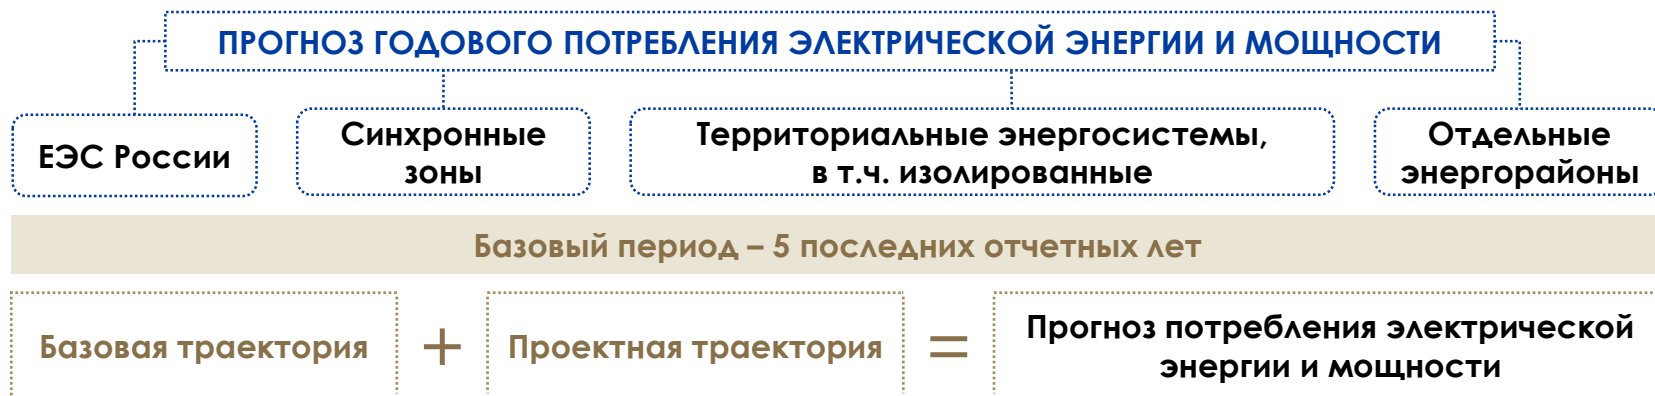 ПРОГНОЗ ГОДОВОГО ПОТРЕБЛЕНИЯ ЭЛЕКТРИЧЕСКОЙ ЭНЕРГИИ И МОЩНОСТИ
ЕЭС России
Синхронные
зоны
Территориальные энергосистемы,
в т.ч. изолированные
Отдельные
энергорайоны
Базовый период – 5 последних отчетных лет
Базовая траектория
+
Проектная траектория
=
Прогноз потребления электрической
энергии и мощности